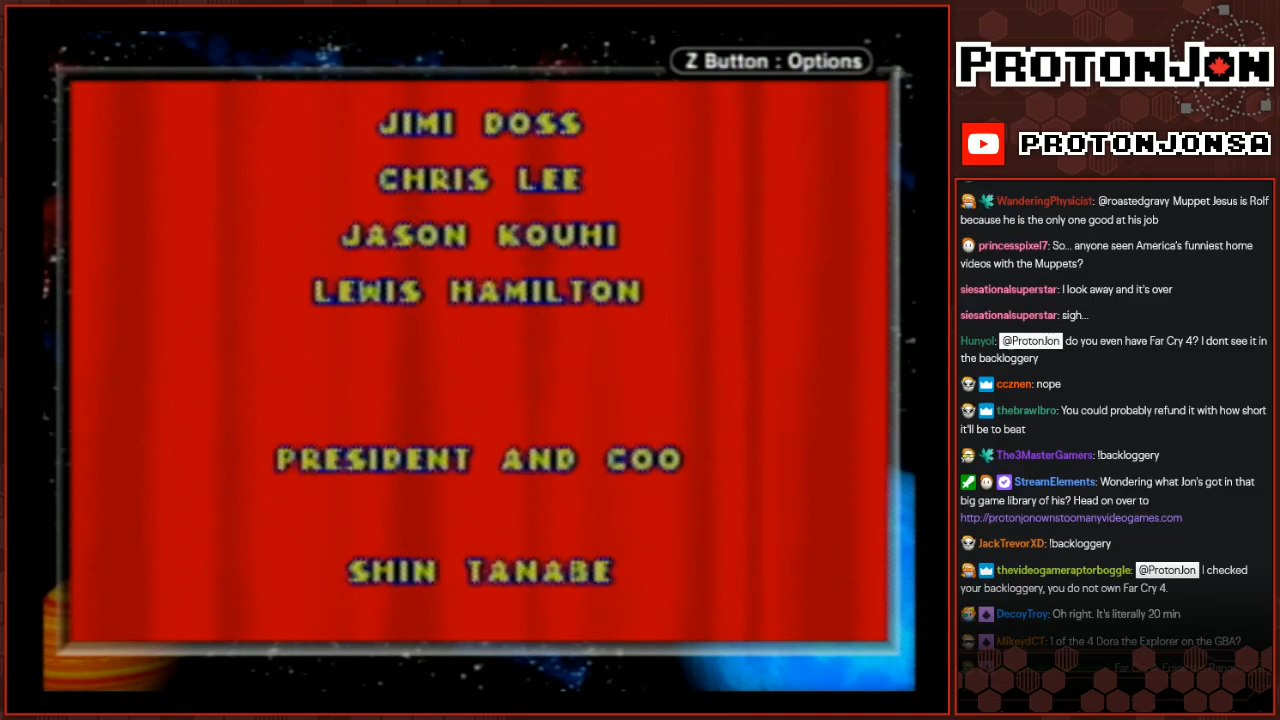 Z Button : Options
JIMI DOSS
CHRIS LEE
JASON KOUHI
LEWIS HAMILTON
PRESIDENT AND COO
SHIN TANABE
PROTONJON
PROTONJONSA
WanderingPhysicist: @roastedgravy Muppet Jesus is Rolf
because he is the only one good at his job
princesspixel7: So... anyone seen America's funniest home
videos with the Muppets?
siesationalsuperstar: I look away and it's over
siesationalsuperstar: sigh...
Hunyol: @ProtonJon do you even have Far Cry 4? I dont see it in
the backloggery
ccznen: nope
thebrawlbro: You could probably refund it with how short
it'll be to beat
The3MasterGamers: !backloggery
StreamElements: Wondering what Jon's got in that
big game library of his? Head on over to
http://protonjonownstoomanyvideogames.com
JackTrevorXD: !backloggery
thevideogameraptorboggle: @ProtonJon I checked
your backloggery, you do not own Far Cry 4.
DecoyTroy: Oh right. It's literally 20 min
MikeydCT: 1 of the 4 Dora the Explorer on the GBA?